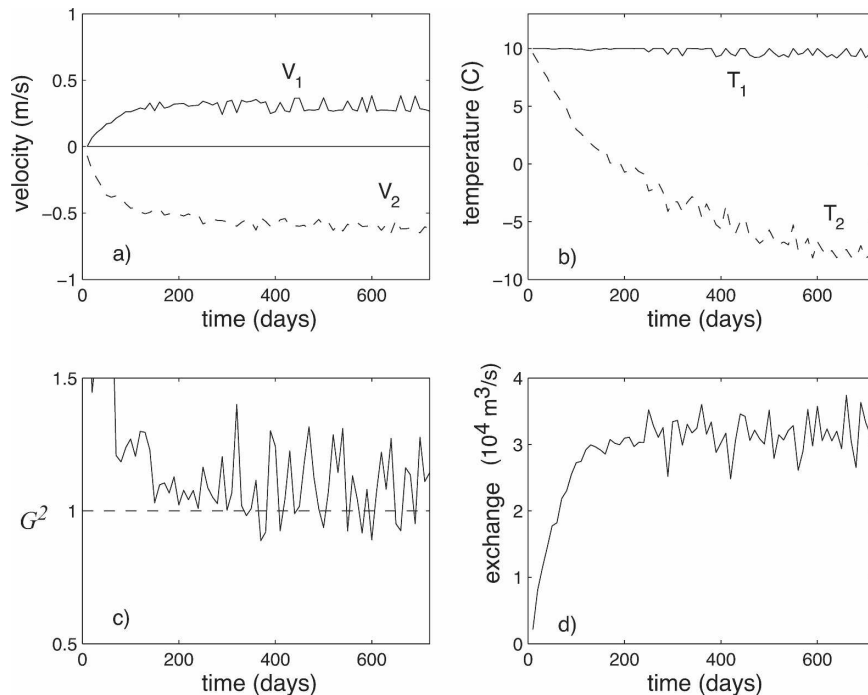 1
0.5
0
−0.5
−1
velocity (m/s)
V1
V2
a)
0
200
400
600
time (days)
10
5
0
−5
−10
temperature (C)
T1
T2
b)
0
200
400
600
time (days)
1.5
1
0.5
G²
c)
0
200
400
600
time (days)
4
3
2
1
0
exchange (10⁴ m³/s)
d)
0
200
400
600
time (days)